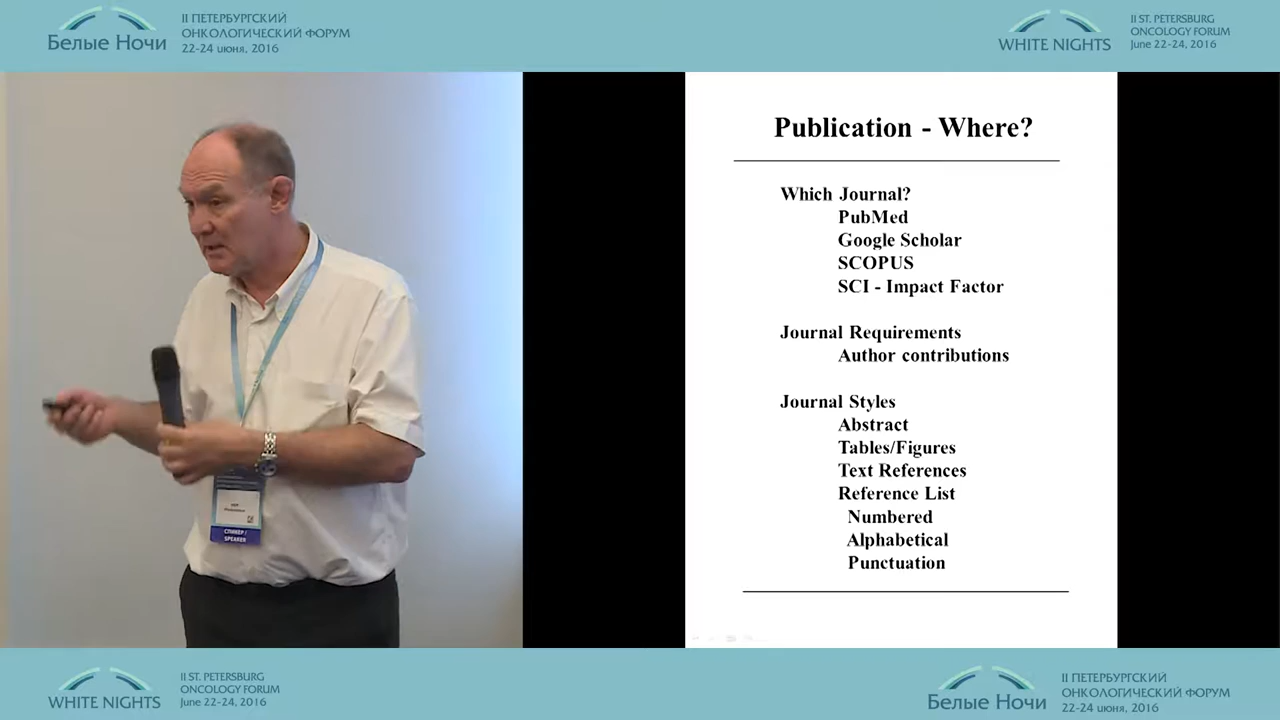 Белые Ночи
II ПЕТЕРБУРГСКИЙ
ОНКОЛОГИЧЕСКИЙ ФОРУМ
22-24 июня, 2016
WHITE NIGHTS
II ST. PETERSBURG
ONCOLOGY FORUM
June 22-24, 2016
Publication - Where?
Which Journal?
PubMed
Google Scholar
SCOPUS
SCI - Impact Factor
Journal Requirements
Author contributions
Journal Styles
Abstract
Tables/Figures
Text References
Reference List
Numbered
Alphabetical
Punctuation
СПИКЕР /
SPEAKER
WHITE NIGHTS
II ST. PETERSBURG
ONCOLOGY FORUM
June 22-24, 2016
Белые Ночи
II ПЕТЕРБУРГСКИЙ
ОНКОЛОГИЧЕСКИЙ ФОРУМ
22-24 июня, 2016